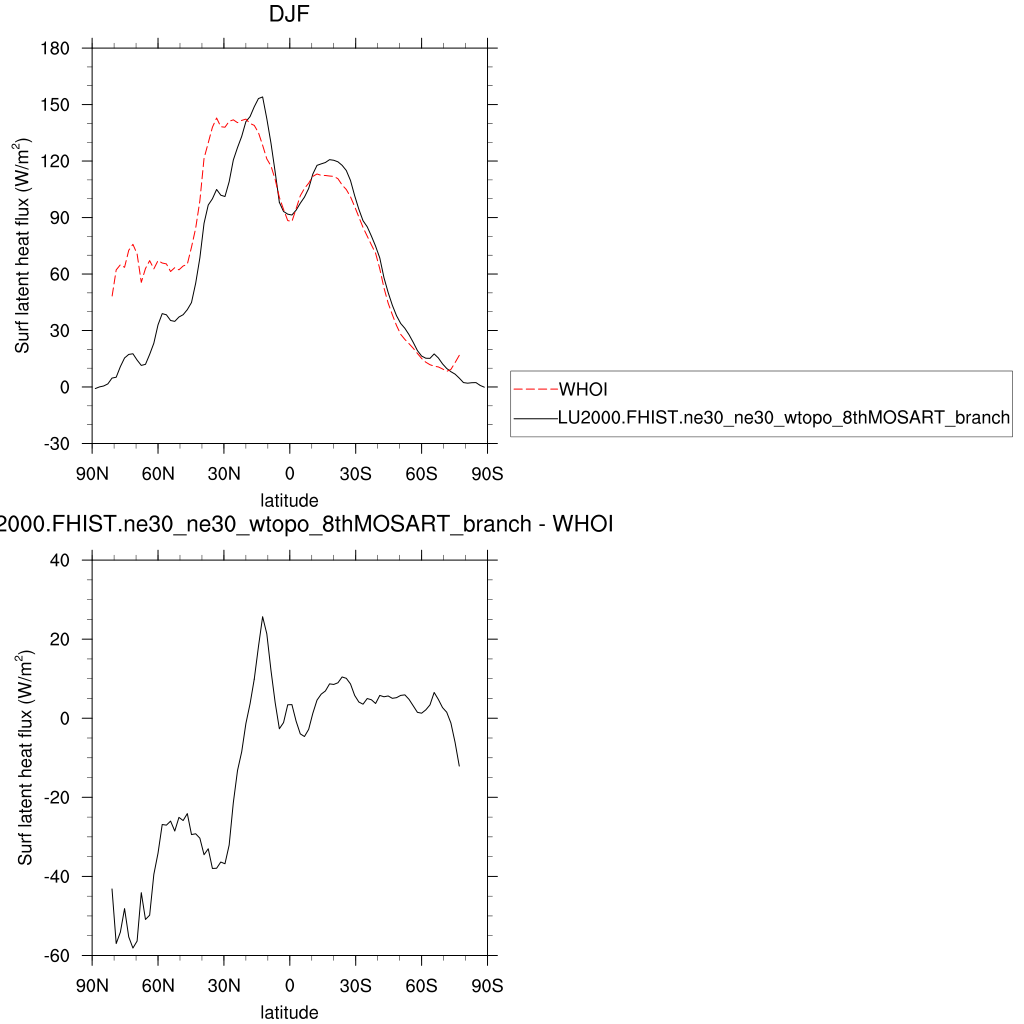 DJF
180
150
120
90
60
30
0
-30
Surf latent heat flux (W/m²)
90N 60N 30N 0 30S 60S 90S
latitude
WHOI
LU2000.FHIST.ne30_ne30_wtopo_8thMOSART_branch
2000.FHIST.ne30_ne30_wtopo_8thMOSART_branch - WHOI
40
20
0
-20
-40
-60
Surf latent heat flux (W/m²)
90N 60N 30N 0 30S 60S 90S
latitude